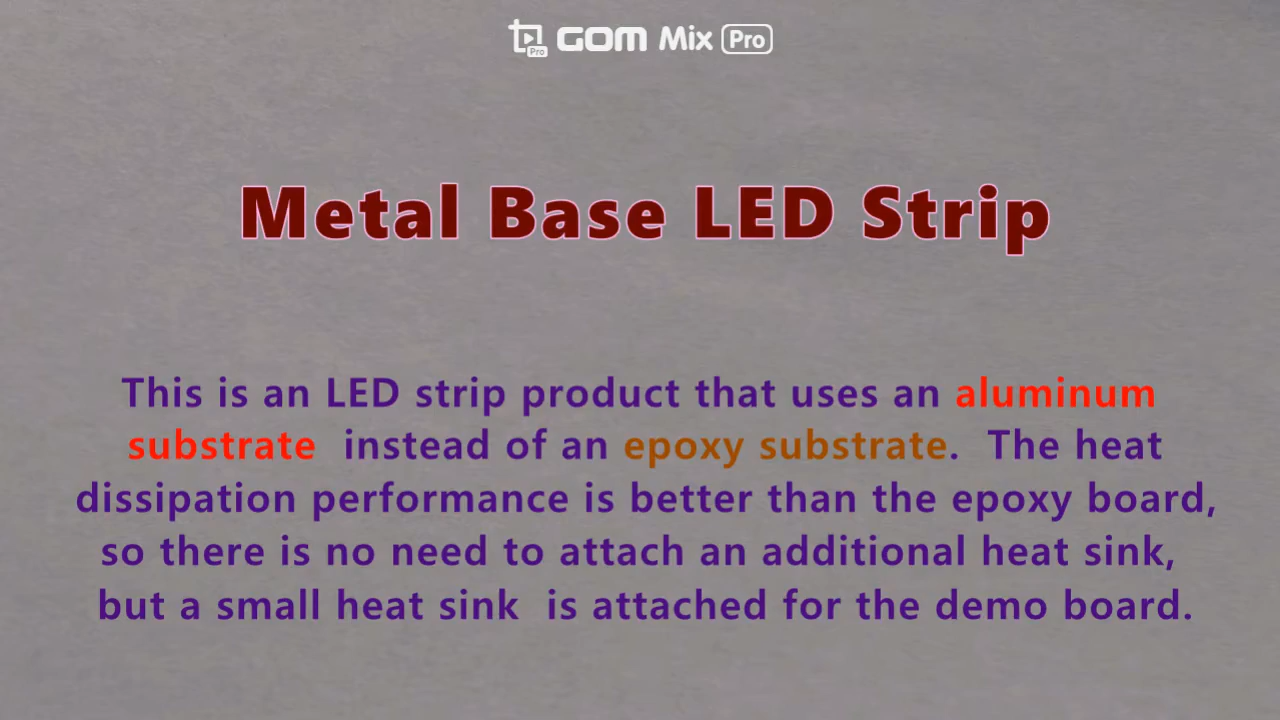 Pro GOM Mix Pro
Metal Base LED Strip
This is an LED strip product that uses an aluminum
substrate instead of an epoxy substrate. The heat
dissipation performance is better than the epoxy board,
so there is no need to attach an additional heat sink,
but a small heat sink is attached for the demo board.